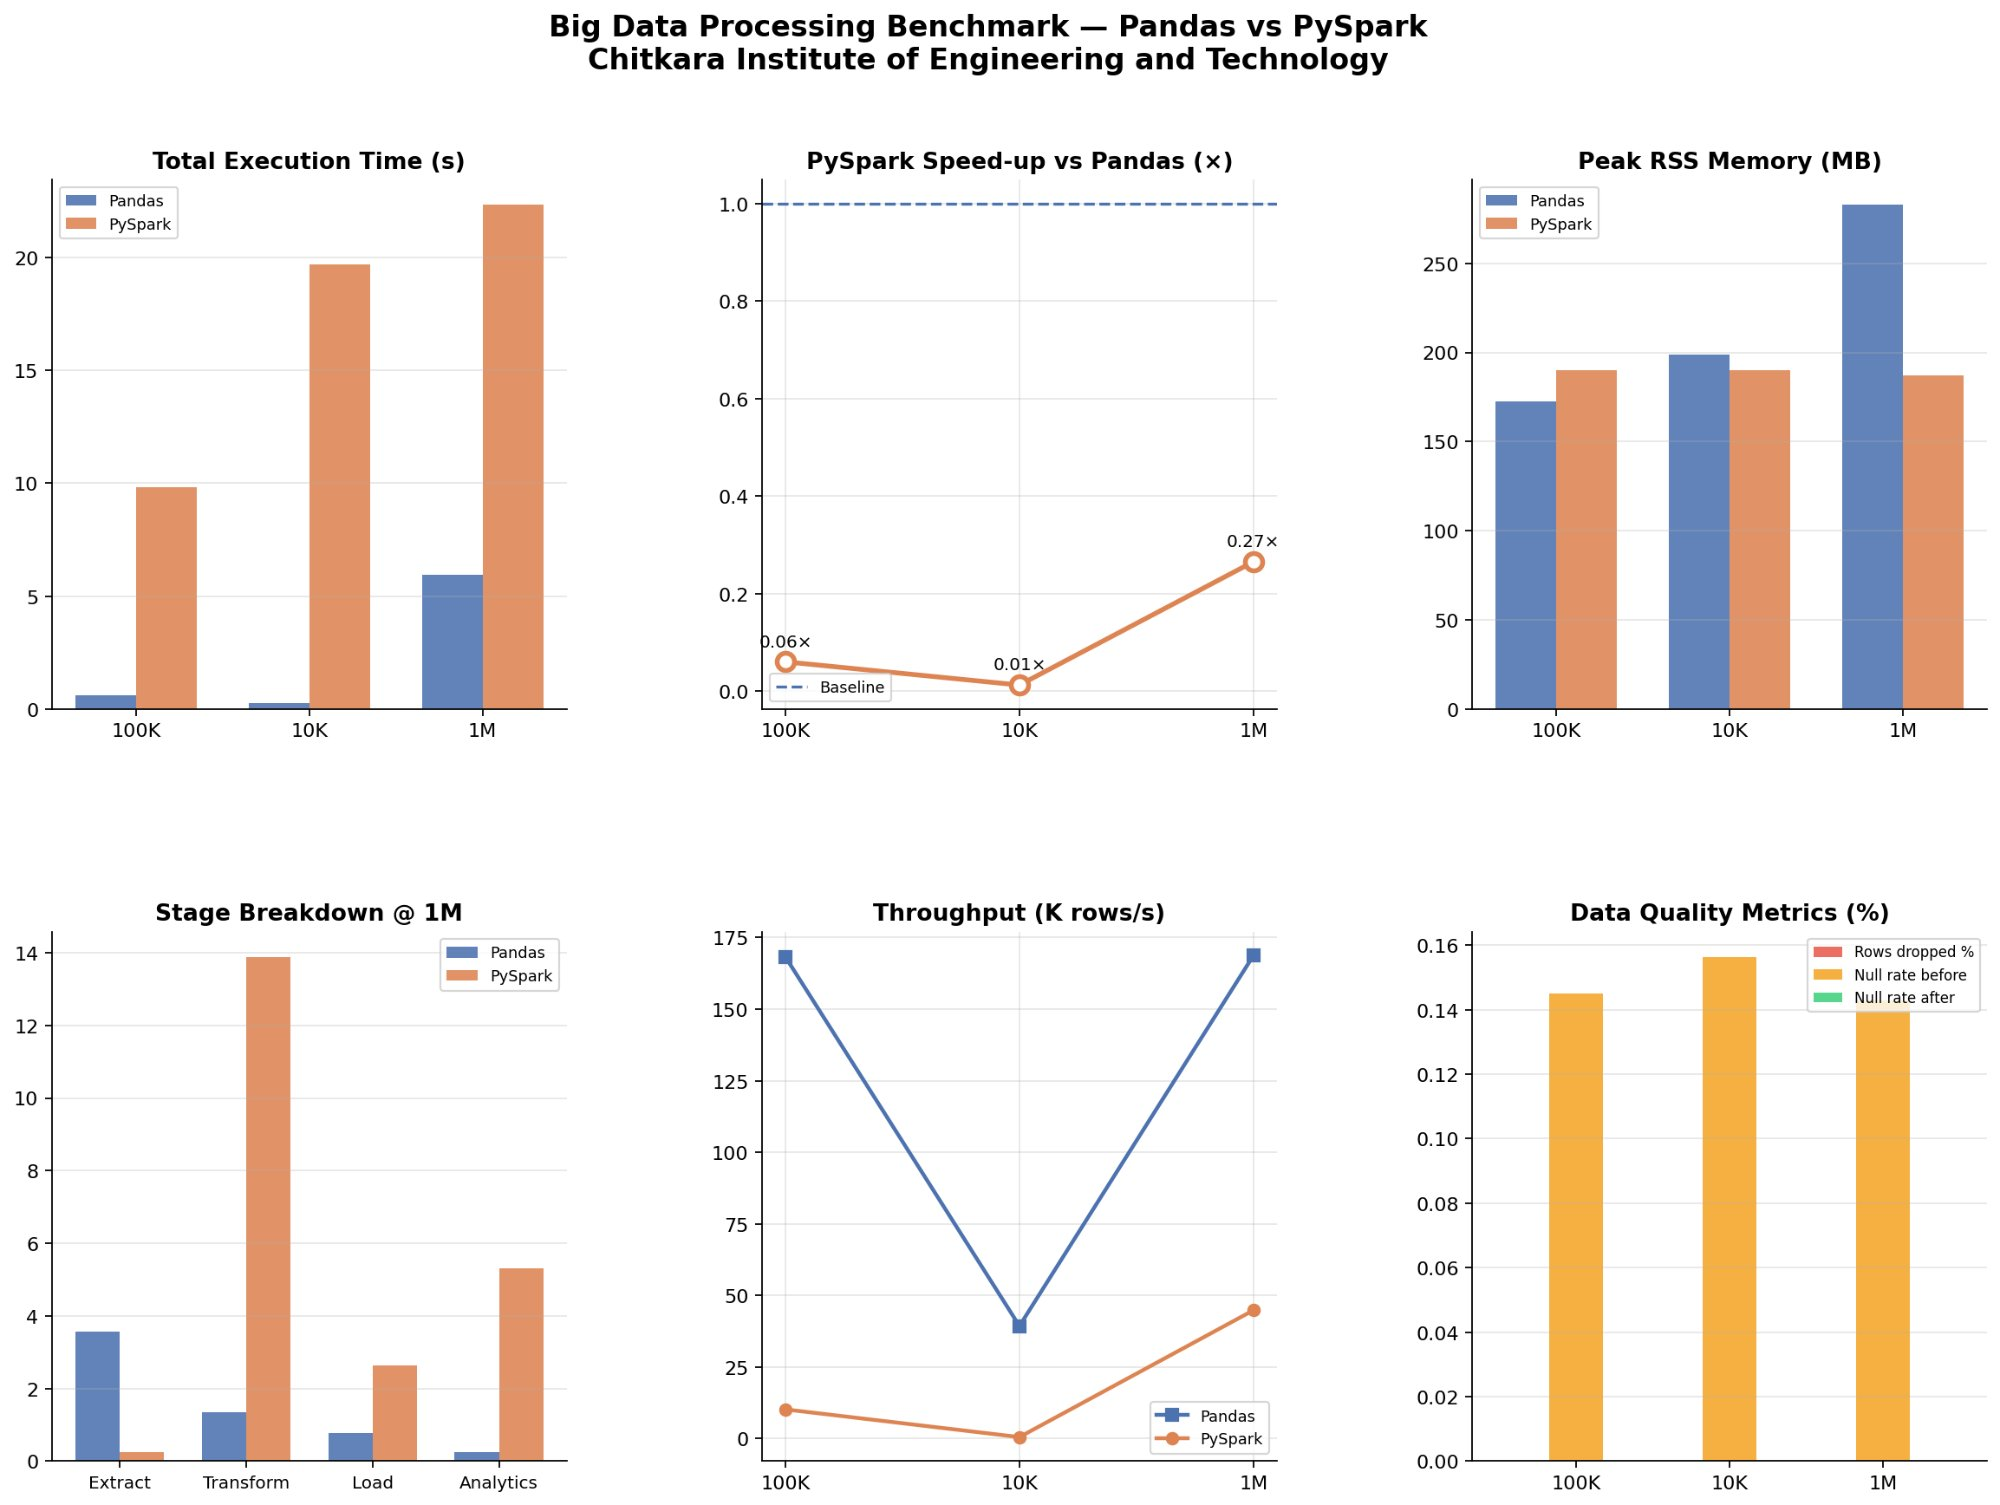 Big Data Processing Benchmark — Pandas vs PySpark
Chitkara Institute of Engineering and Technology
Total Execution Time (s)
Pandas
PySpark
20
15
10
5
0
100K
10K
1M
PySpark Speed-up vs Pandas (×)
1.0
0.8
0.6
0.4
0.2
0.0
0.06×
0.01×
0.27×
Baseline
100K
10K
1M
Peak RSS Memory (MB)
Pandas
PySpark
250
200
150
100
50
0
100K
10K
1M
Stage Breakdown @ 1M
Pandas
PySpark
14
12
10
8
6
4
2
0
Extract
Transform
Load
Analytics
Throughput (K rows/s)
175
150
125
100
75
50
25
0
Pandas
PySpark
100K
10K
1M
Data Quality Metrics (%)
Rows dropped %
Null rate before
Null rate after
0.16
0.14
0.12
0.10
0.08
0.06
0.04
0.02
0.00
100K
10K
1M